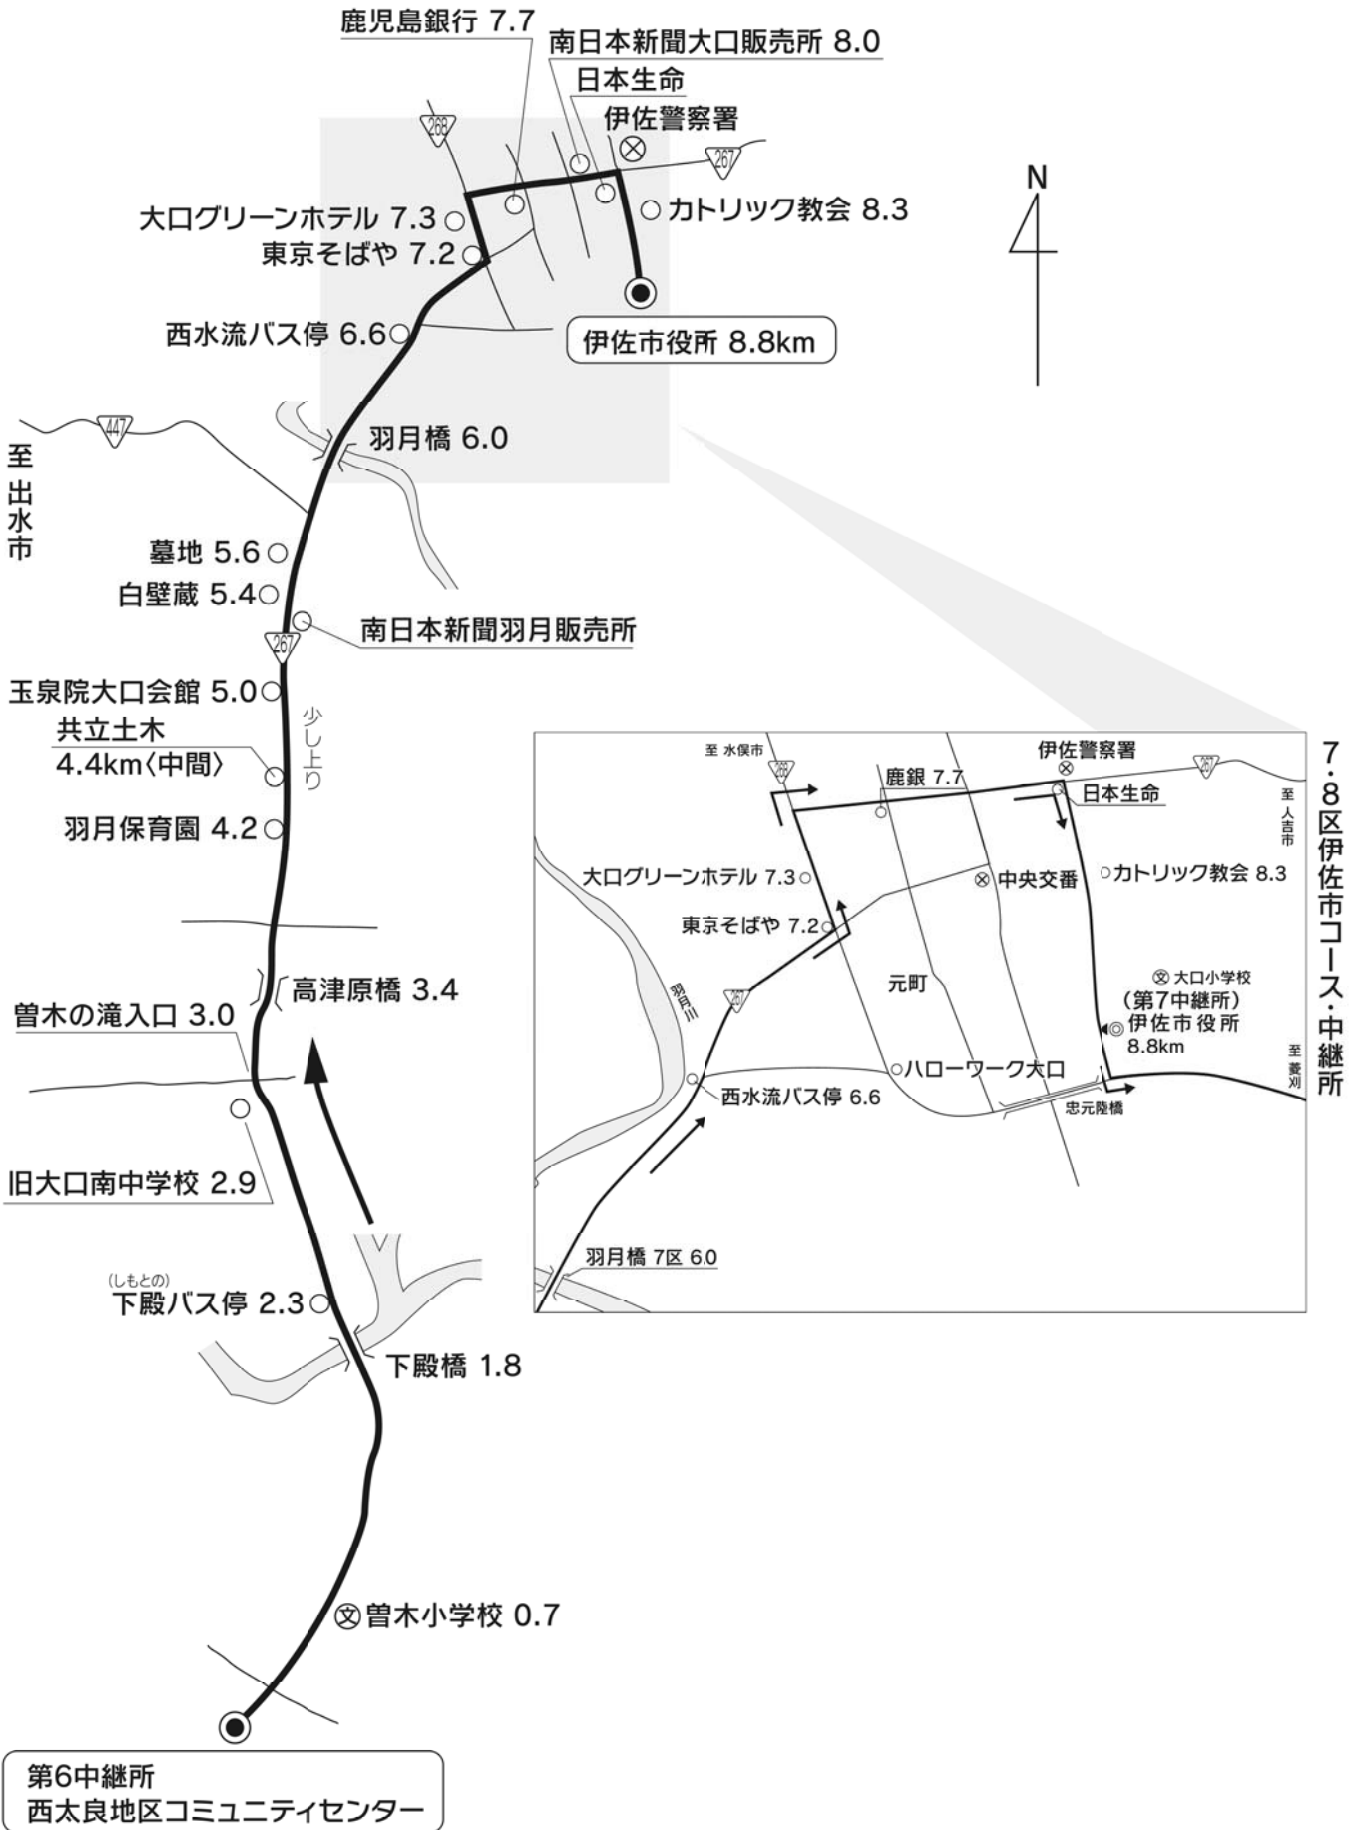 鹿児島銀行 7.7
南日本新聞大口販売所 8.0
日本生命
伊佐警察署
268
267
大口グリーンホテル 7.3
カトリック教会 8.3
東京そばや 7.2
西水流バス停 6.6
伊佐市役所 8.8km
N
447
至 出水市
羽月橋 6.0
墓地 5.6
白壁蔵 5.4
南日本新聞羽月販売所
267
玉泉院大口会館 5.0
少し上り
共立土木
4.4km〈中間〉
羽月保育園 4.2
高津原橋 3.4
曽木の滝入口 3.0
旧大口南中学校 2.9
(しもとの)
下殿バス停 2.3
下殿橋 1.8
文 曽木小学校 0.7
第6中継所
西太良地区コミュニティセンター
7・8区伊佐市コース・中継所
至 水俣市
268
鹿銀 7.7
伊佐警察署
267
日本生命
至 人吉市
大口グリーンホテル 7.3
中央交番
カトリック教会 8.3
東京そばや 7.2
元町
羽月川
267
文 大口小学校
(第7中継所)
伊佐市役所
8.8km
至 菱刈
ハローワーク大口
西水流バス停 6.6
忠元陸橋
羽月橋 7区 6.0